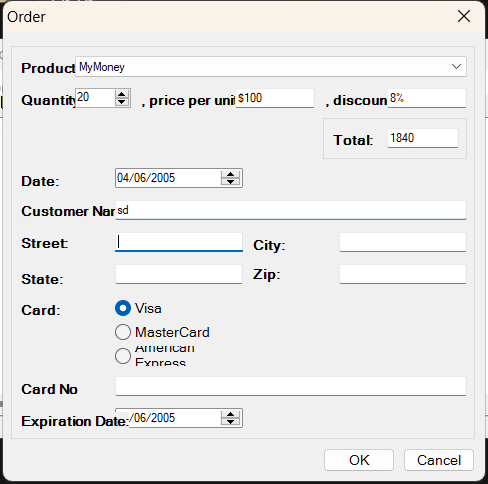 Order
Product MyMoney
Quantity 20 , price per unit $100 , discoun 8%
Total: 1840
Date: 04/06/2005
Customer Nar sd
Street: City:
State: Zip:
Card: Visa
MasterCard
American
Express
Card No
Expiration Date: /06/2005
OK Cancel